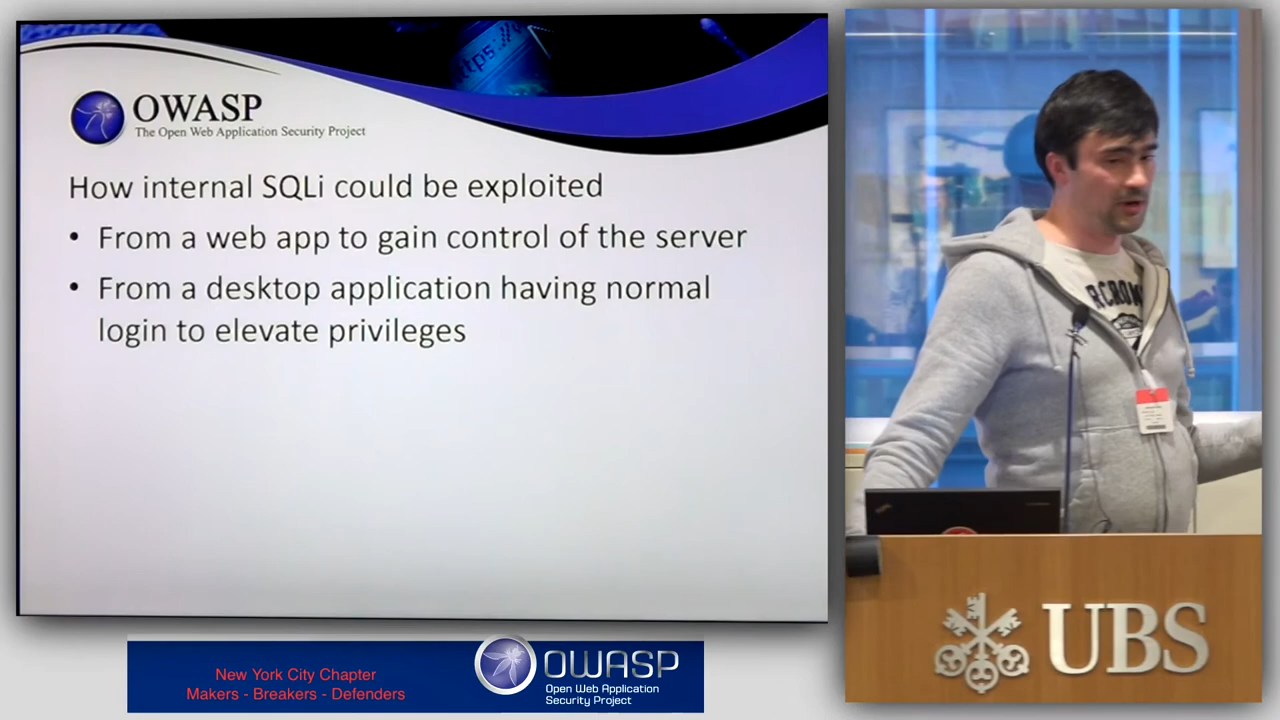 https
OWASP
The Open Web Application Security Project
How internal SQLi could be exploited
• From a web app to gain control of the server
• From a desktop application having normal
login to elevate privileges
RCROM
UBS
New York City Chapter
Makers - Breakers - Defenders
OWASP
Open Web Application
Security Project